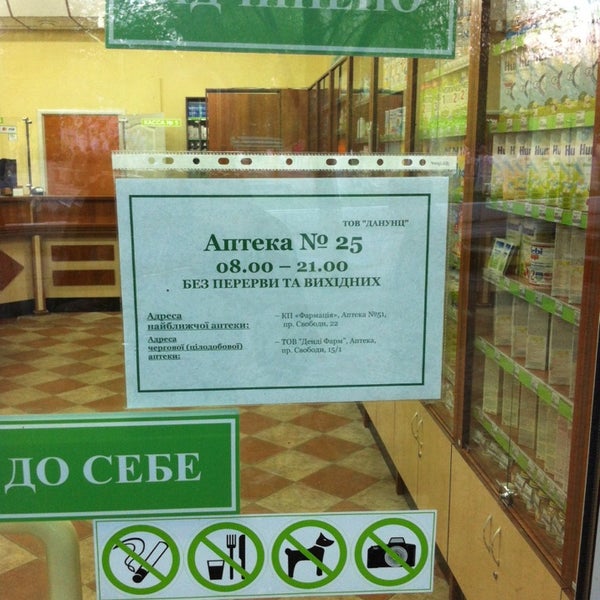 ВІДЧИНЕНО
КАССА № 1
ТОВ "ДАНУНЦ"
Аптека № 25
08.00 – 21.00
БЕЗ ПЕРЕРВИ ТА ВИХІДНИХ
Адреса найближчої аптеки:
– КП «Фармація», Аптека №51,
пр. Свободи, 22
Адреса чергової (цілодобової) аптеки:
– ТОВ "Денді Фарм", Аптека,
пр. Свободи, 15/1
ДО СЕБЕ